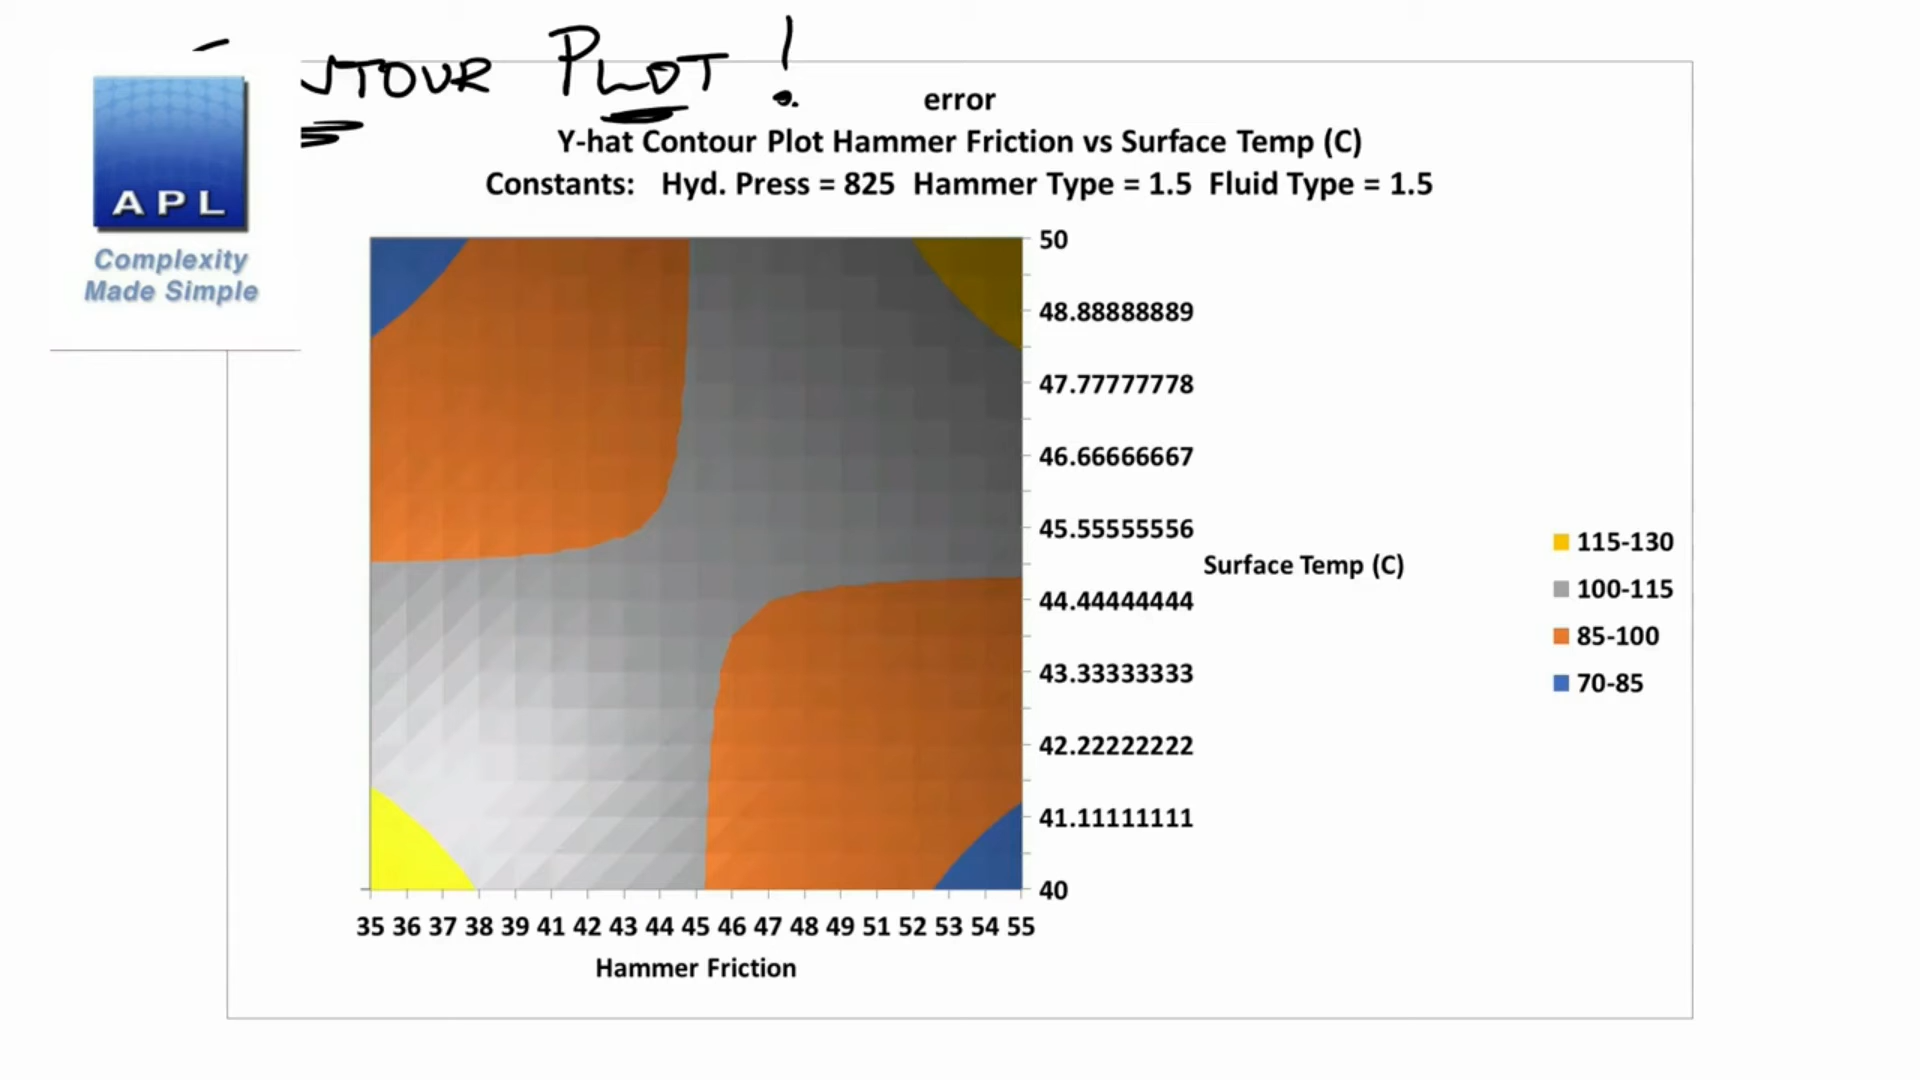 PLOT!
APL
Complexity
Made Simple
error
Y-hat Contour Plot Hammer Friction vs Surface Temp (C)
Constants: Hyd. Press = 825 Hammer Type = 1.5 Fluid Type = 1.5
50
48.88888889
47.77777778
46.66666667
45.55555556
44.44444444
43.33333333
42.22222222
41.11111111
40
Surface Temp (C)
115-130
100-115
85-100
70-85
35 36 37 38 39 41 42 43 44 45 46 47 48 49 51 52 53 54 55
Hammer Friction